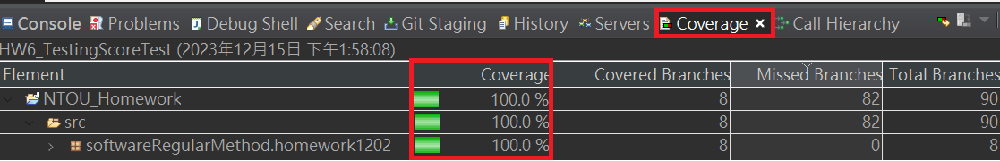 Console Problems Debug Shell Search Git Staging History Servers Coverage × Call Hierarchy
HW6_TestingScoreTest (2023年12月15日 下午1:58:08)
Element Coverage Covered Branches Missed Branches Total Branches
NTOU_Homework 100.0 % 8 82 90
src 100.0 % 8 82 90
softwareRegularMethod.homework1202 100.0 % 8 0 8